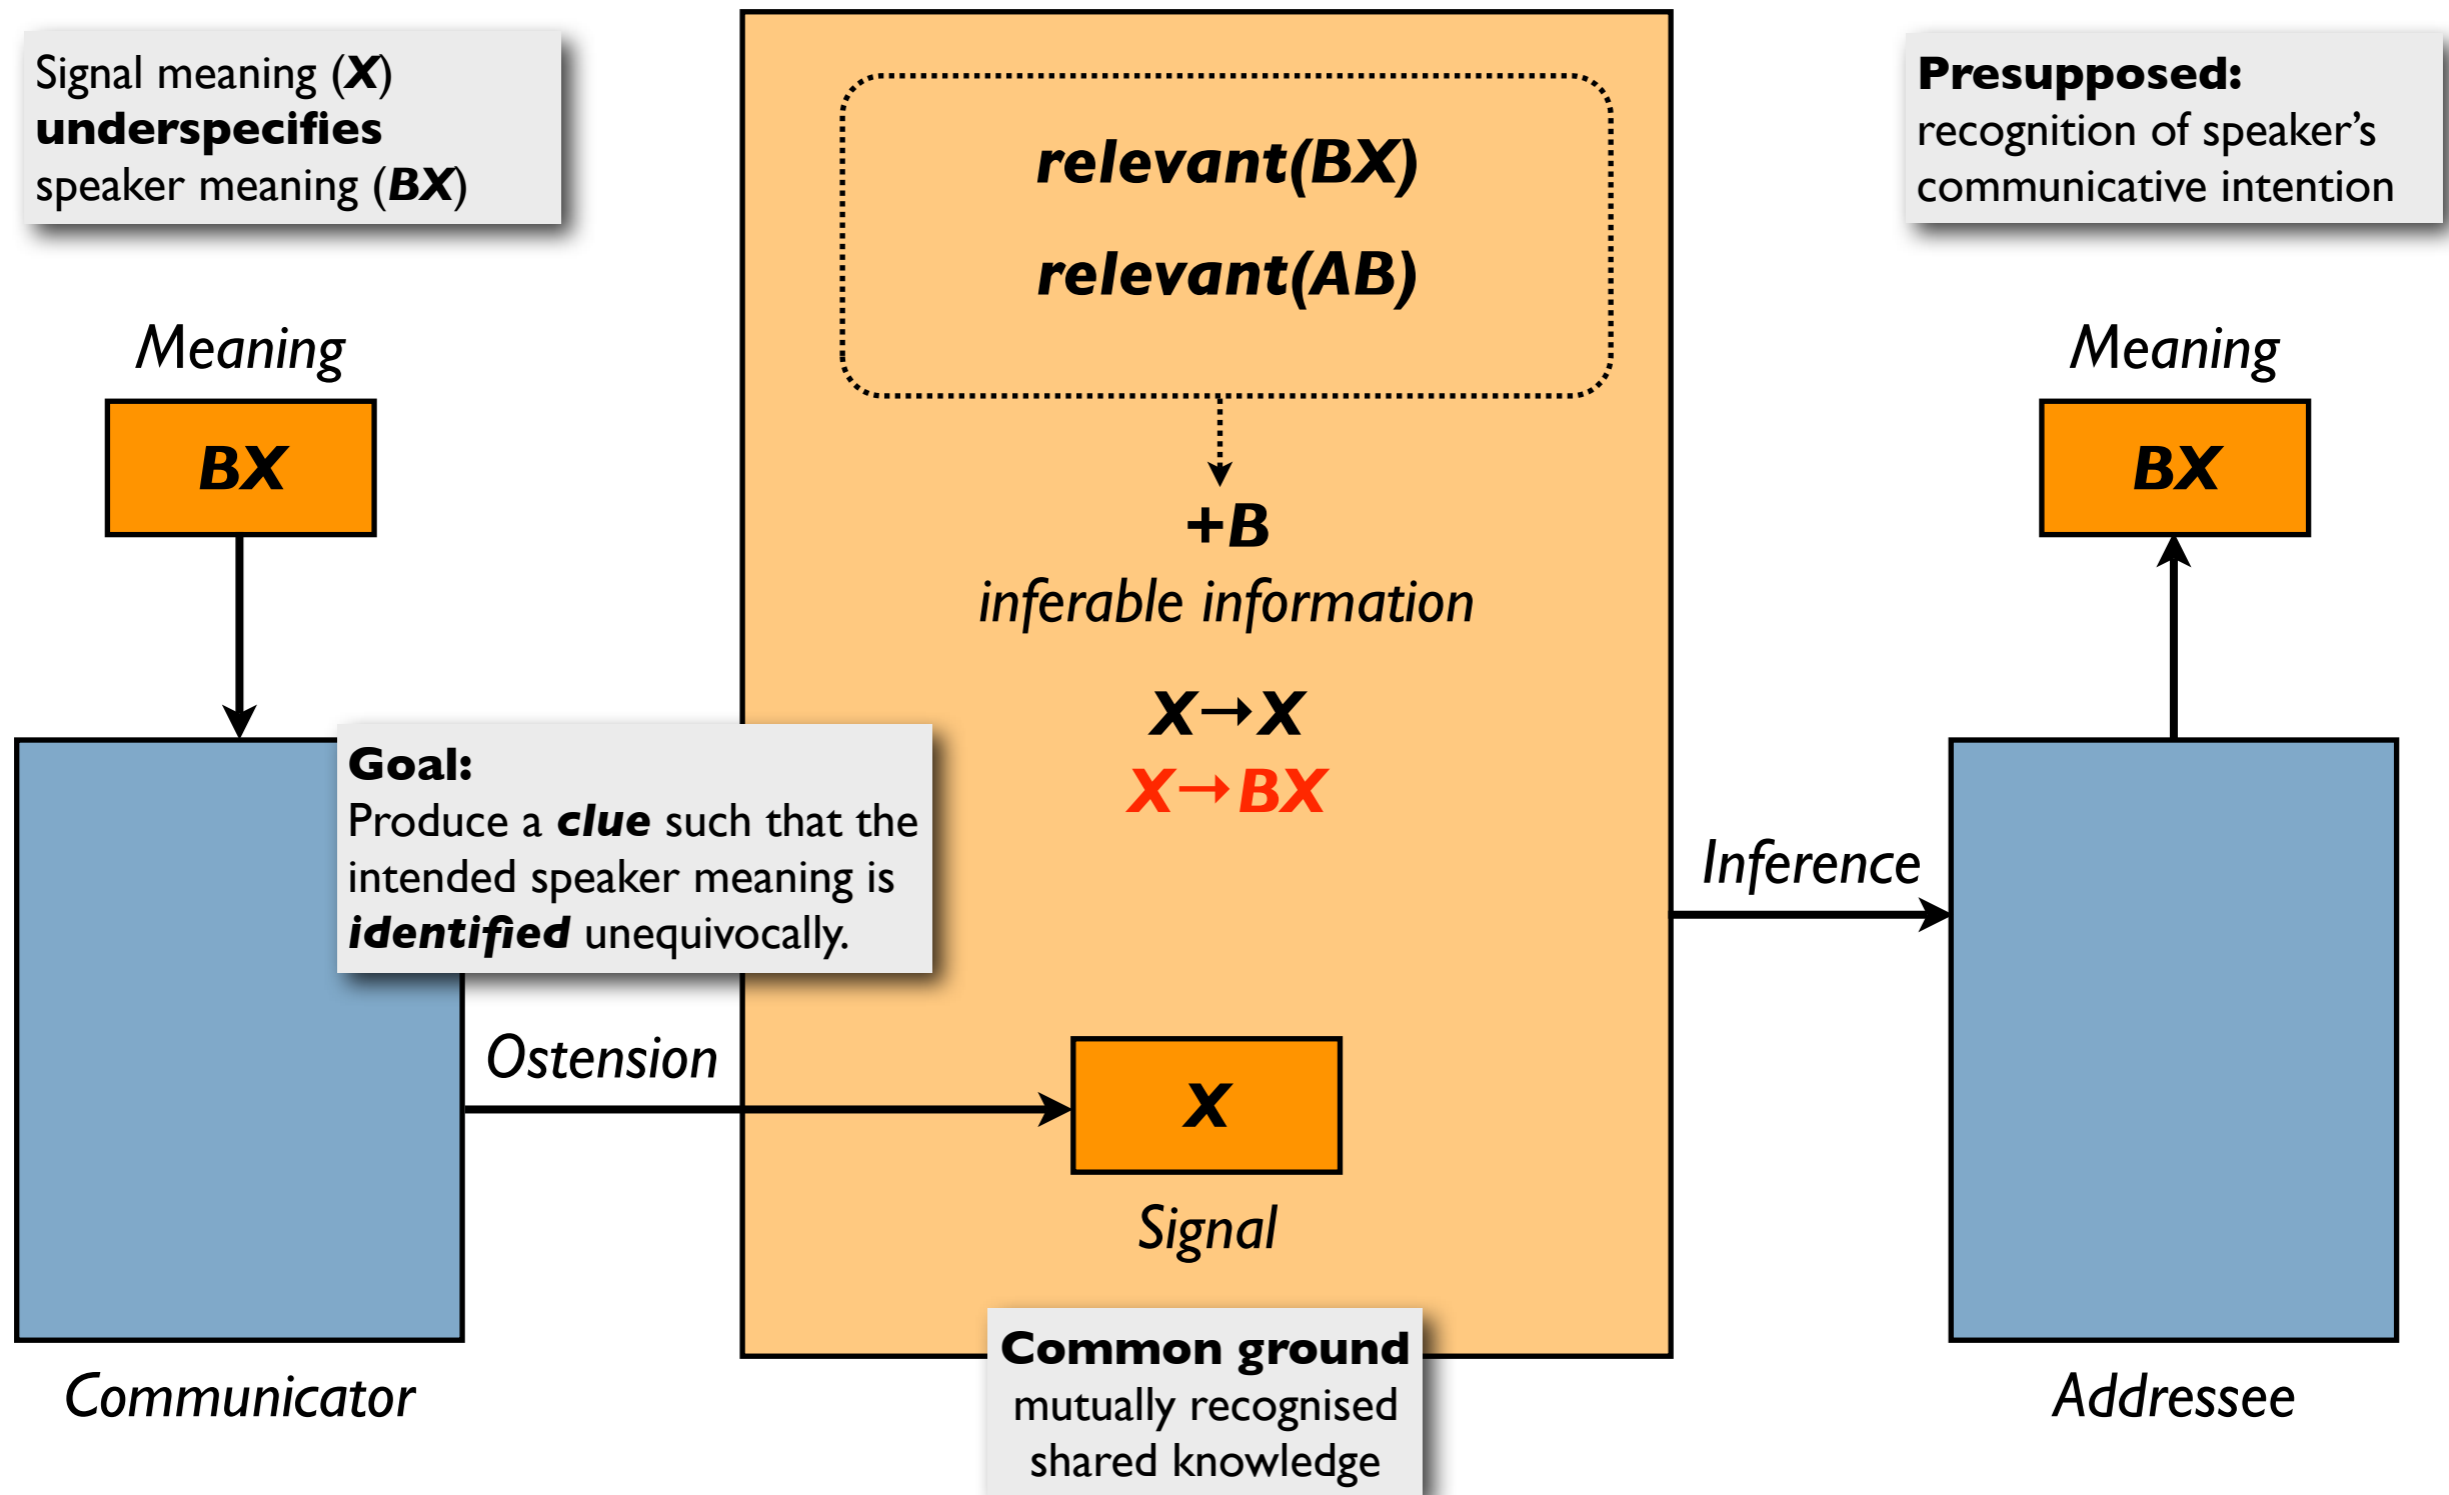 Signal meaning (X)
underspecifies
speaker meaning (BX)
Meaning
BX
Goal:
Produce a clue such that the
intended speaker meaning is
identified unequivocally.
Communicator
Ostension
relevant(BX)
relevant(AB)
+B
inferable information
X→X
X→BX
X
Signal
Common ground
mutually recognised
shared knowledge
Inference
Presupposed:
recognition of speaker’s
communicative intention
Meaning
BX
Addressee